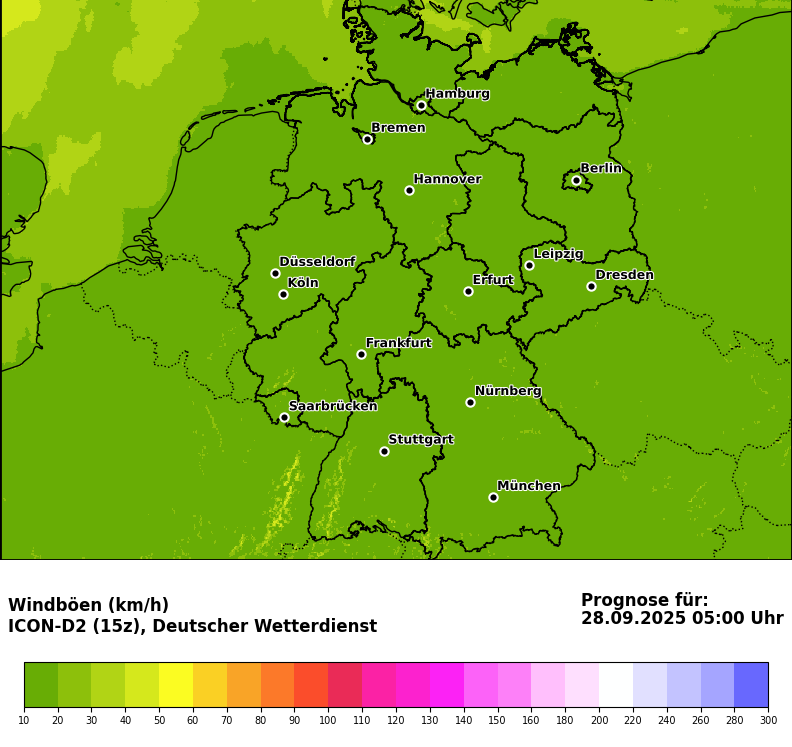 Hamburg
Bremen
Berlin
Hannover
Leipzig
Düsseldorf
Dresden
Erfurt
Köln
Frankfurt
Nürnberg
Saarbrücken
Stuttgart
München
Windböen (km/h)
ICON-D2 (15z), Deutscher Wetterdienst
Prognose für:
28.09.2025 05:00 Uhr
10 20 30 40 50 60 70 80 90 100 110 120 130 140 150 160 180 200 220 240 260 280 300